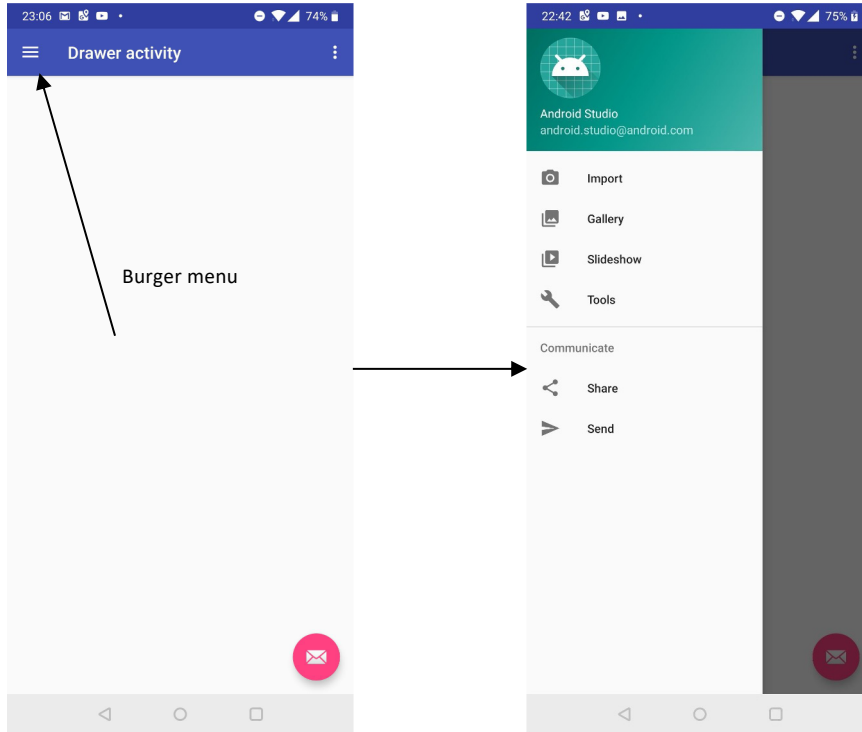 23:06
74%
Drawer activity
Burger menu
22:42
75%
Android Studio
android.studio@android.com
Import
Gallery
Slideshow
Tools
Communicate
Share
Send